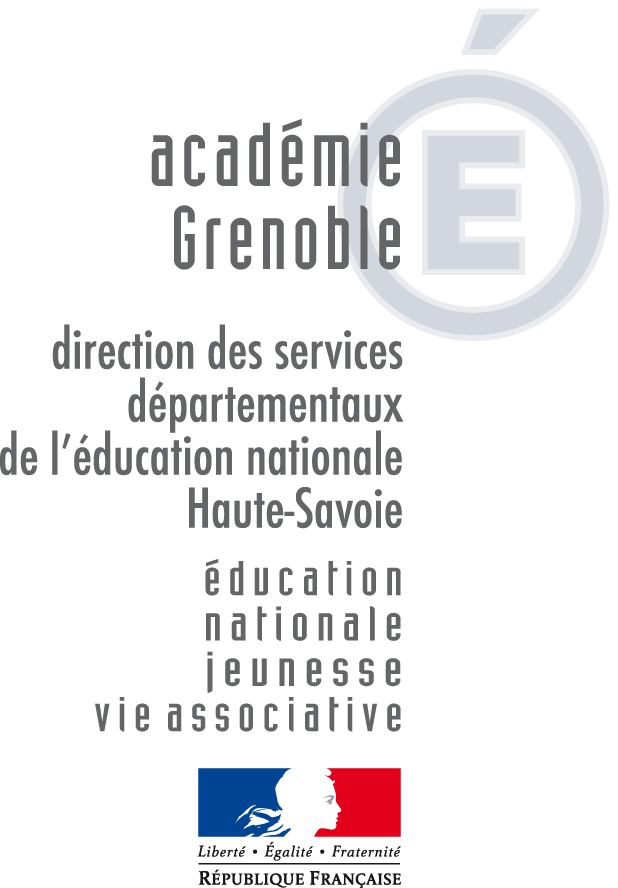 É
académie
Grenoble
direction des services
départementaux
de l’éducation nationale
Haute-Savoie
éducation
nationale
jeunesse
vie associative
Liberté • Égalité • Fraternité
RÉPUBLIQUE FRANÇAISE